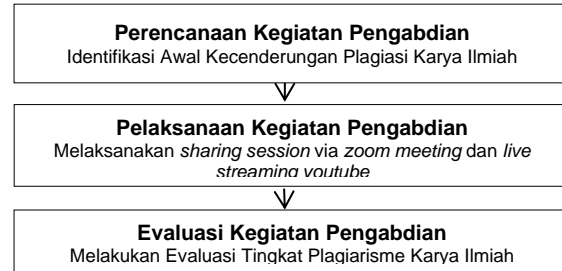 Perencanaan Kegiatan Pengabdian
Identifikasi Awal Kecenderungan Plagiasi Karya Ilmiah
Pelaksanaan Kegiatan Pengabdian
Melaksanakan sharing session via zoom meeting dan live
streaming youtube
Evaluasi Kegiatan Pengabdian
Melakukan Evaluasi Tingkat Plagiarisme Karya Ilmiah